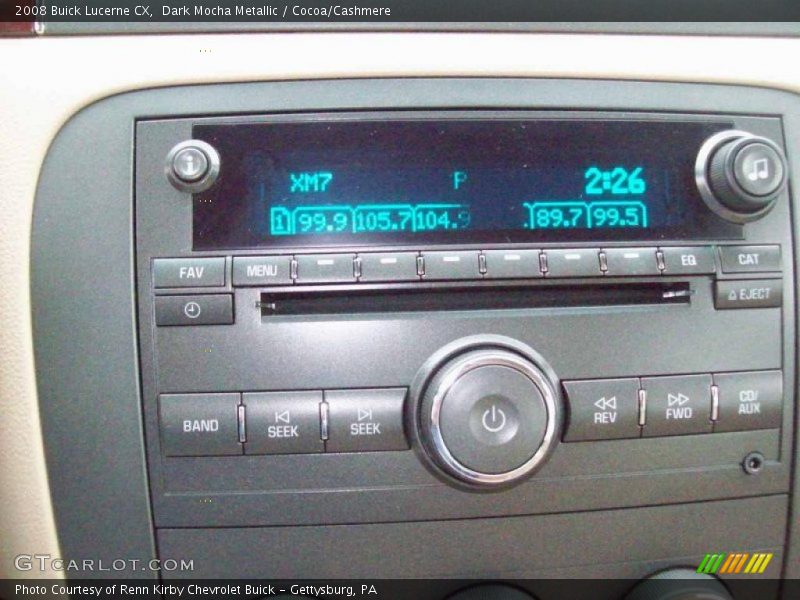 2008 Buick Lucerne CX, Dark Mocha Metallic / Cocoa/Cashmere
XM7 P 2:26
1 99.9 105.7 104.9 89.7 99.5
FAV MENU EQ CAT
EJECT
BAND SEEK SEEK REV FWD CD/AUX
GTCARLOT.COM
Photo Courtesy of Renn Kirby Chevrolet Buick - Gettysburg, PA